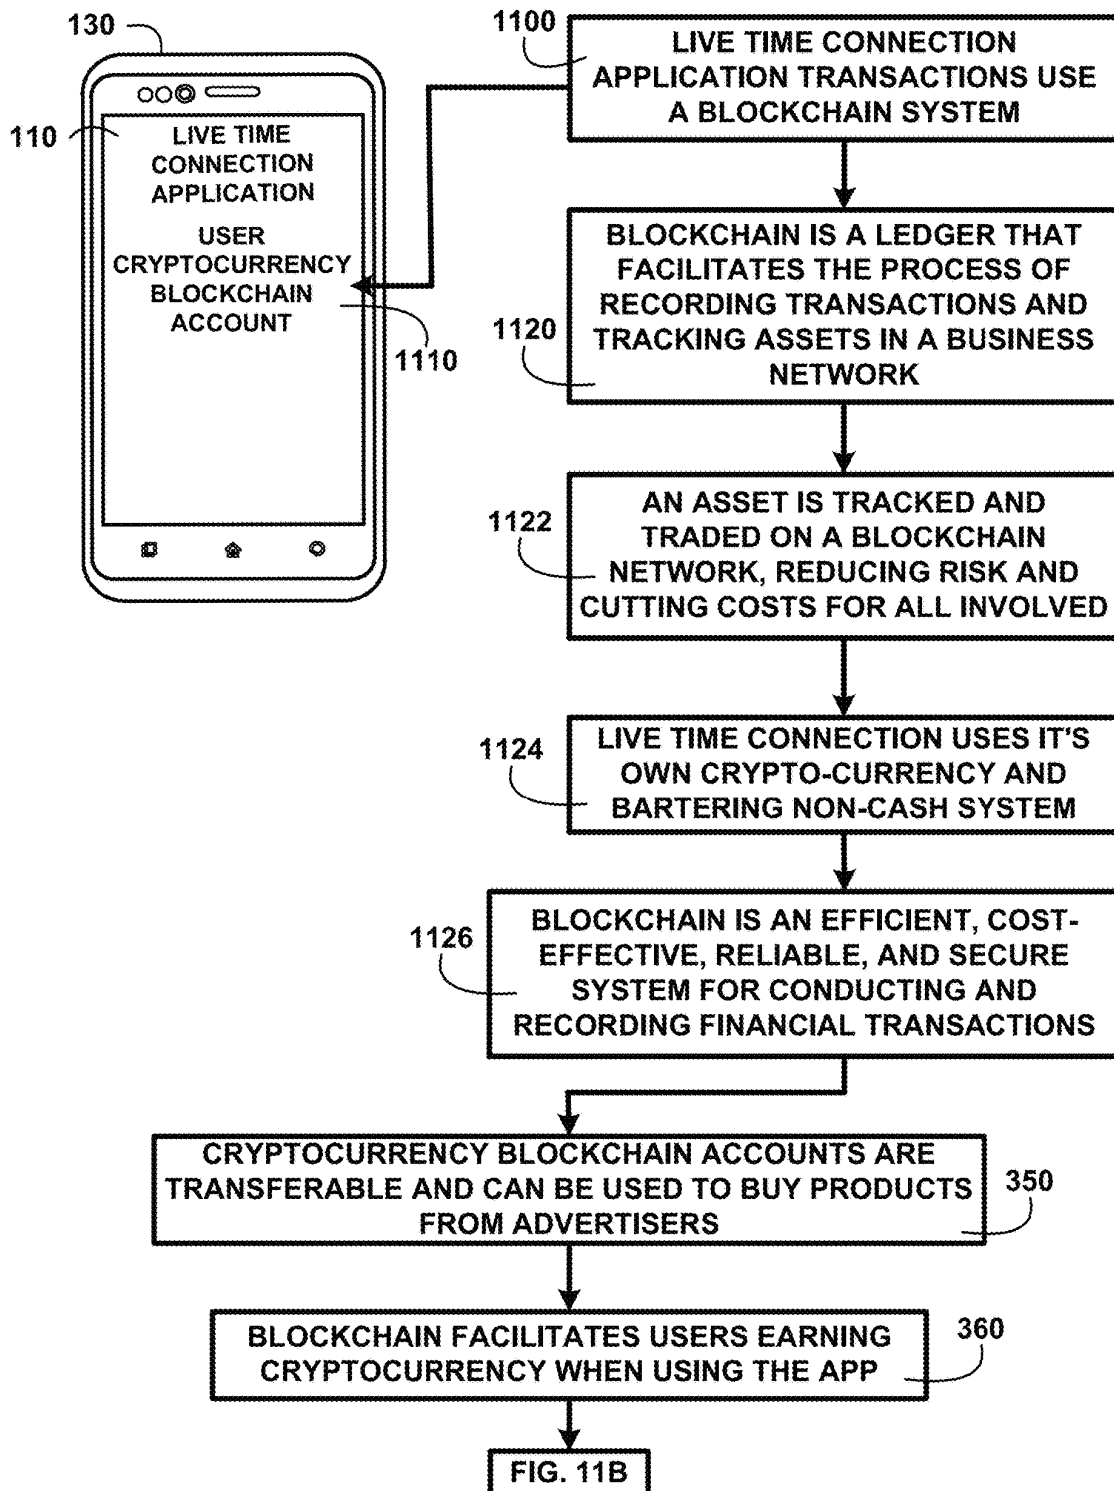 130
110
LIVE TIME
CONNECTION
APPLICATION
USER
CRYPTOCURRENCY
BLOCKCHAIN
ACCOUNT
1110
1100
LIVE TIME CONNECTION
APPLICATION TRANSACTIONS USE
A BLOCKCHAIN SYSTEM
1120
BLOCKCHAIN IS A LEDGER THAT
FACILITATES THE PROCESS OF
RECORDING TRANSACTIONS AND
TRACKING ASSETS IN A BUSINESS
NETWORK
1122
AN ASSET IS TRACKED AND
TRADED ON A BLOCKCHAIN
NETWORK, REDUCING RISK AND
CUTTING COSTS FOR ALL INVOLVED
1124
LIVE TIME CONNECTION USES IT'S
OWN CRYPTO-CURRENCY AND
BARTERING NON-CASH SYSTEM
1126
BLOCKCHAIN IS AN EFFICIENT, COST-
EFFECTIVE, RELIABLE, AND SECURE
SYSTEM FOR CONDUCTING AND
RECORDING FINANCIAL TRANSACTIONS
CRYPTOCURRENCY BLOCKCHAIN ACCOUNTS ARE
TRANSFERABLE AND CAN BE USED TO BUY PRODUCTS
FROM ADVERTISERS
350
BLOCKCHAIN FACILITATES USERS EARNING
CRYPTOCURRENCY WHEN USING THE APP
360
FIG. 11B